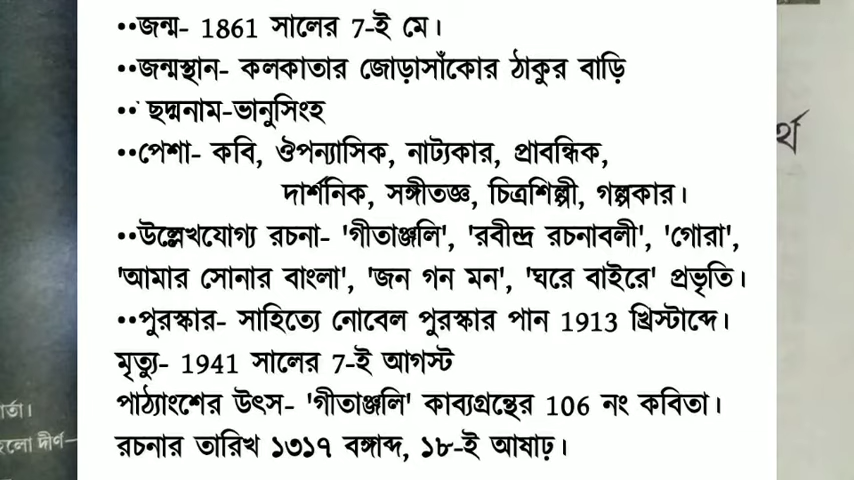 ••জন্ম- 1861 সালের 7-ই মে।
••জন্মস্থান- কলকাতার জোড়াসাঁকোর ঠাকুর বাড়ি
•• ছদ্মনাম-ভানুসিংহ
••পেশা- কবি, ঔপন্যাসিক, নাট্যকার, প্রাবন্ধিক,
দার্শনিক, সঙ্গীতজ্ঞ, চিত্রশিল্পী, গল্পকার।
••উল্লেখযোগ্য রচনা- 'গীতাঞ্জলি', 'রবীন্দ্র রচনাবলী', 'গোরা',
'আমার সোনার বাংলা', 'জন গন মন', 'ঘরে বাইরে' প্রভৃতি।
••পুরস্কার- সাহিত্যে নোবেল পুরস্কার পান 1913 খ্রিস্টাব্দে।
মৃত্যু- 1941 সালের 7-ই আগস্ট
পাঠ্যাংশের উৎস- 'গীতাঞ্জলি' কাব্যগ্রন্থের 106 নং কবিতা।
রচনার তারিখ ১৩১৭ বঙ্গাব্দ, ১৮-ই আষাঢ়।